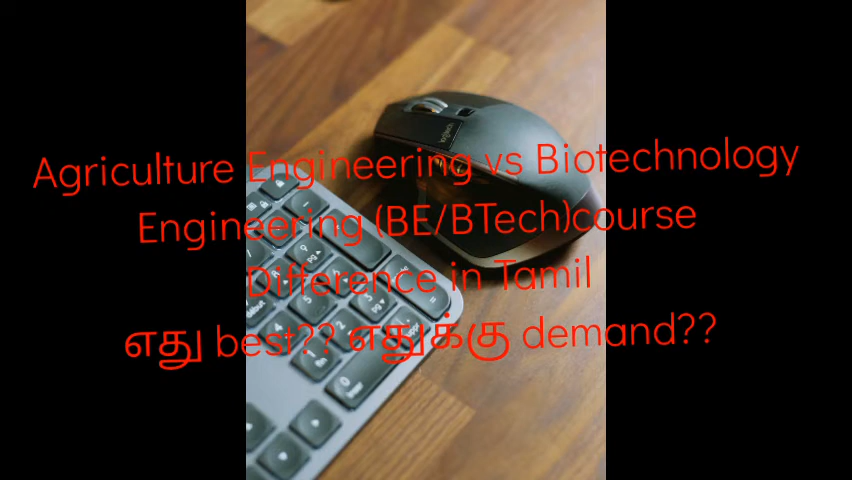 Agriculture Engineering vs Biotechnology
Engineering (BE/BTech)course
Difference in Tamil
எது best?? எதுக்கு demand??